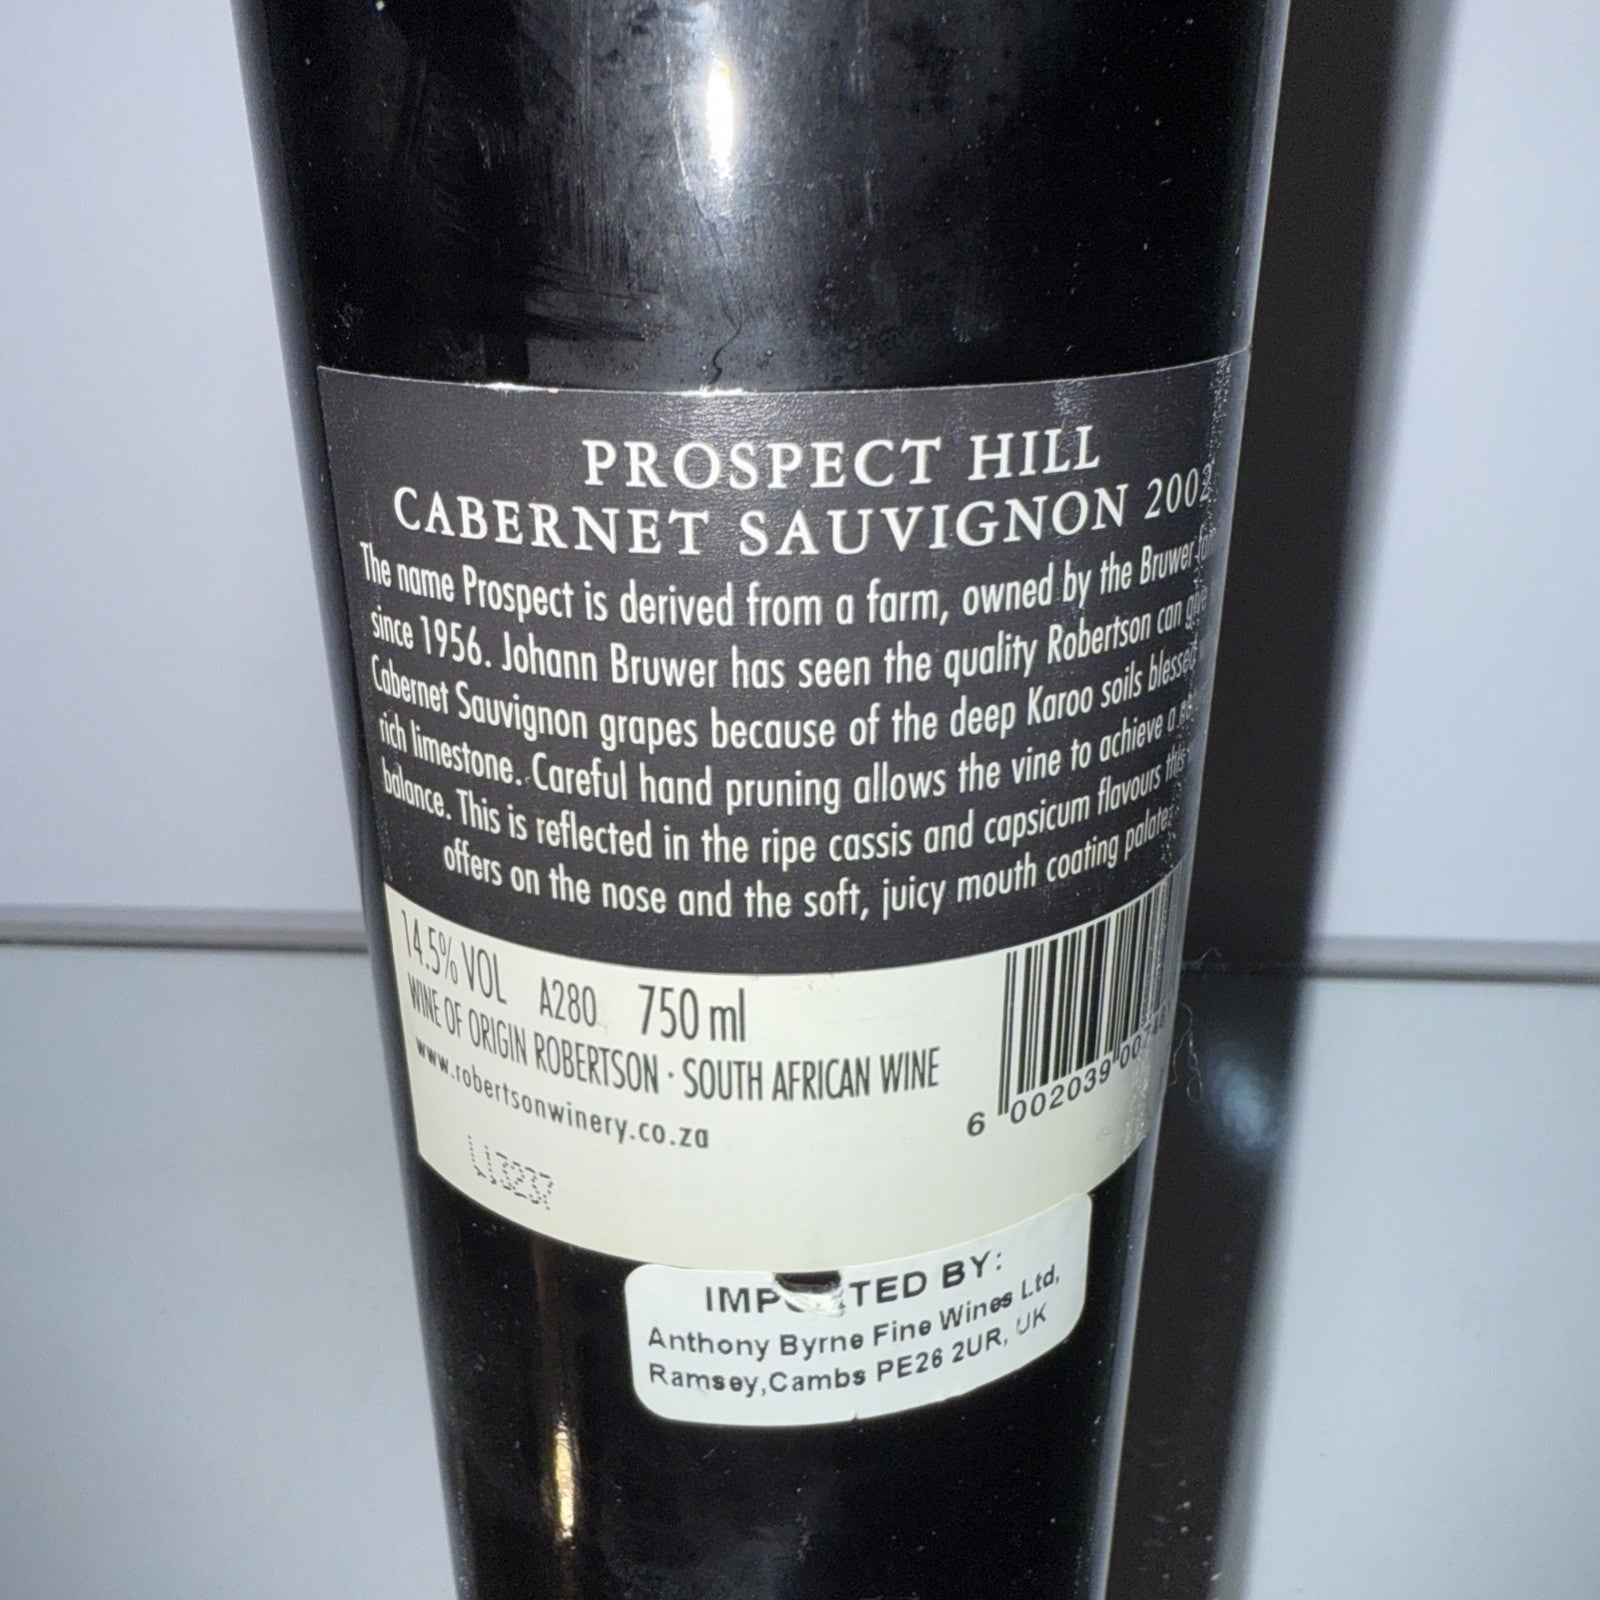 PROSPECT HILL
CABERNET SAUVIGNON 2002
The name Prospect is derived from a farm, owned by the Bruwer
since 1956. Johann Bruwer has seen the quality Robertson can give
Cabernet Sauvignon grapes because of the deep Karoo soils blessed
rich limestone. Careful hand pruning allows the vine to achieve a
balance. This is reflected in the ripe cassis and capsicum flavours this
offers on the nose and the soft, juicy mouth coating palate.
14.5% VOL A280 750 ml
WINE OF ORIGIN ROBERTSON · SOUTH AFRICAN WINE
www.robertsonwinery.co.za
6 002039
IMPORTED BY:
Anthony Byrne Fine Wines Ltd,
Ramsey,Cambs PE26 2UR, UK